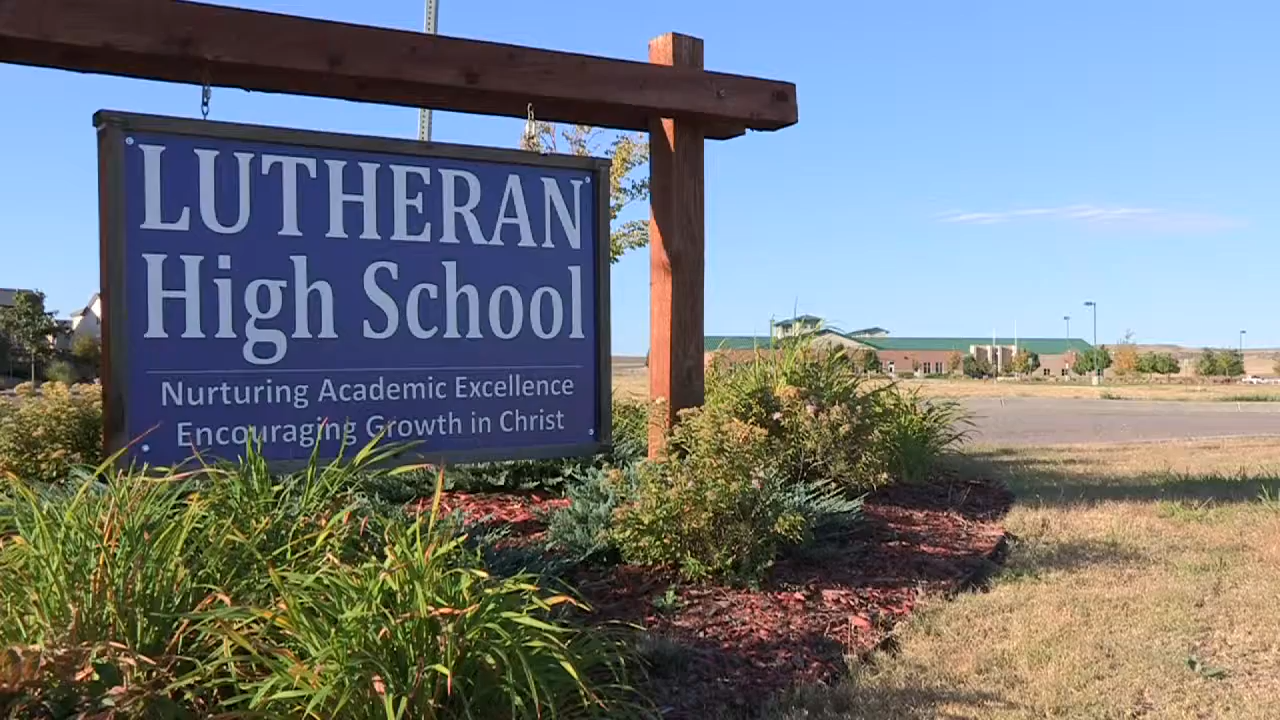 LUTHERAN
High School
Nurturing Academic Excellence
Encouraging Growth in Christ